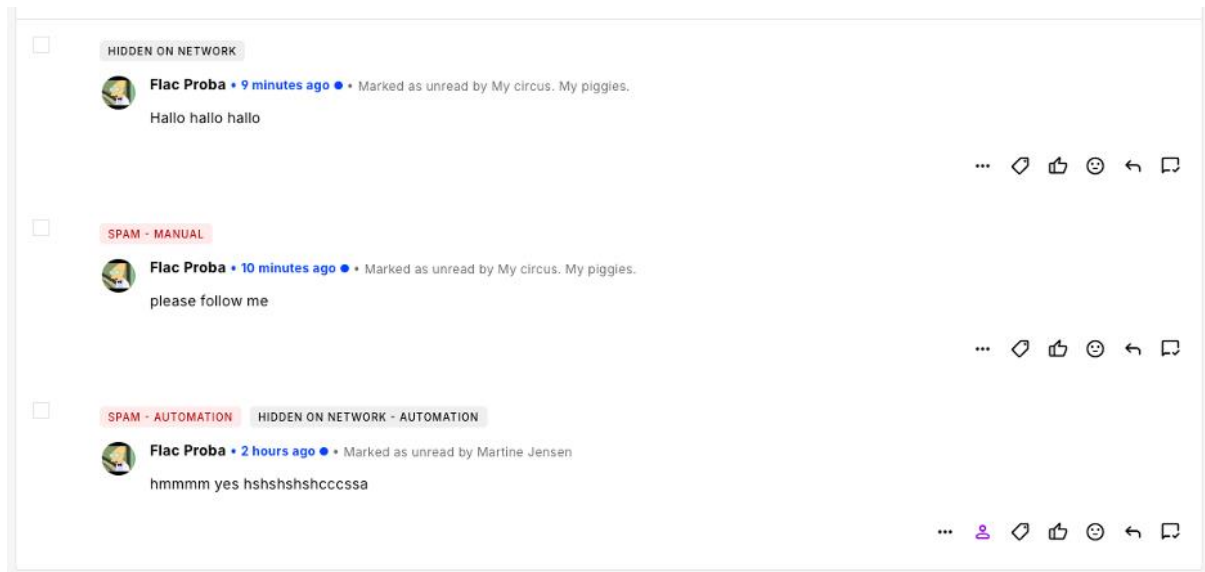 HIDDEN ON NETWORK
Flac Proba • 9 minutes ago • Marked as unread by My circus. My piggies.
Hallo hallo hallo
SPAM - MANUAL
Flac Proba • 10 minutes ago • Marked as unread by My circus. My piggies.
please follow me
SPAM - AUTOMATION HIDDEN ON NETWORK - AUTOMATION
Flac Proba • 2 hours ago • Marked as unread by Martine Jensen
hmmmm yes hshshshshcccssa